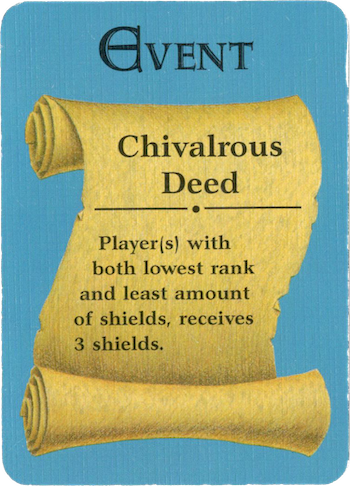 Event
Chivalrous
Deed
Player(s) with
both lowest rank
and least amount
of shields, receives
3 shields.